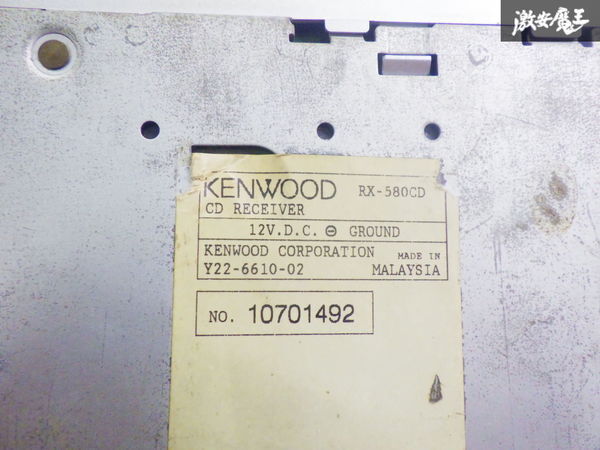 激安魔王
KENWOOD RX-580CD
CD RECEIVER
12V.D.C. ⊖ GROUND
KENWOOD CORPORATION MADE IN
Y22-6610-02 MALAYSIA
NO. 10701492